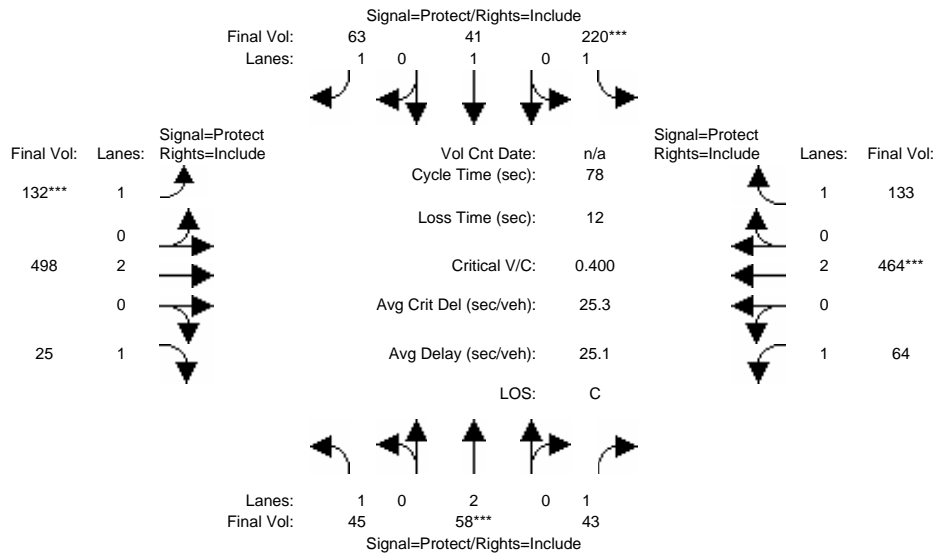 Signal=Protect/Rights=Include
Final Vol: 63 41 220***
Lanes: 1 0 1 0 1
Signal=Protect Signal=Protect
Final Vol: Lanes: Rights=Include Vol Cnt Date: n/a Rights=Include Lanes: Final Vol:
Cycle Time (sec): 78
132*** 1 1 133
Loss Time (sec): 12
0 0
498 2 Critical V/C: 0.400 2 464***
0 Avg Crit Del (sec/veh): 25.3 0
25 1 Avg Delay (sec/veh): 25.1 1 64
LOS: C
Lanes: 1 0 2 0 1
Final Vol: 45 58*** 43
Signal=Protect/Rights=Include